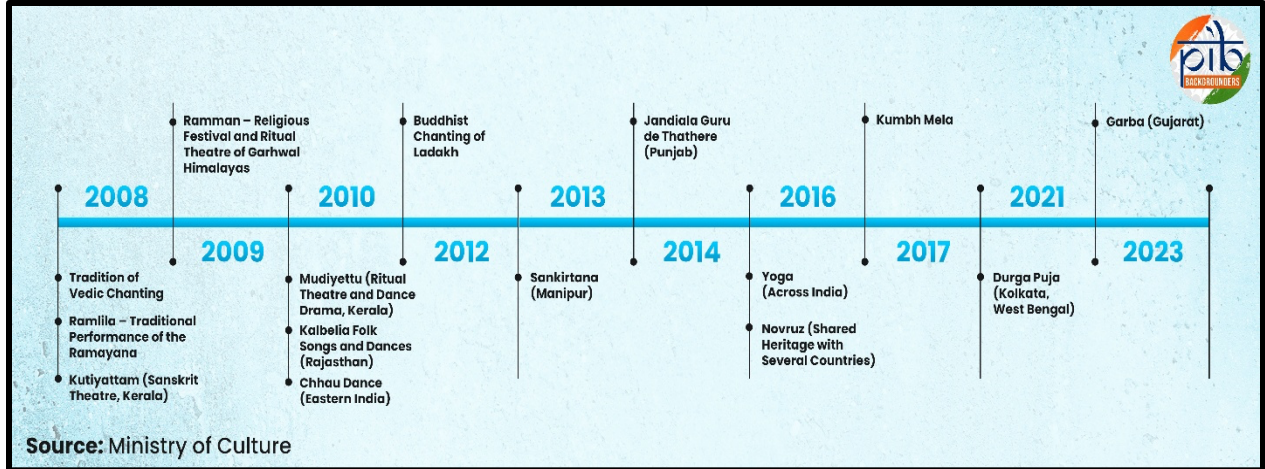 pib
BACKGROUNDERS
2008
Tradition of
Vedic Chanting
Ramlila – Traditional
Performance of the
Ramayana
Kutiyattam (Sanskrit
Theatre, Kerala)
Ramman – Religious
Festival and Ritual
Theatre of Garhwal
Himalayas
2009
2010
Mudiyettu (Ritual
Theatre and Dance
Drama, Kerala)
Kalbelia Folk
Songs and Dances
(Rajasthan)
Chhau Dance
(Eastern India)
Buddhist
Chanting of
Ladakh
2012
2013
Sankirtana
(Manipur)
Jandiala Guru
de Thathere
(Punjab)
2014
2016
Yoga
(Across India)
Novruz (Shared
Heritage with
Several Countries)
Kumbh Mela
2017
2021
Durga Puja
(Kolkata,
West Bengal)
Garba (Gujarat)
2023
Source: Ministry of Culture